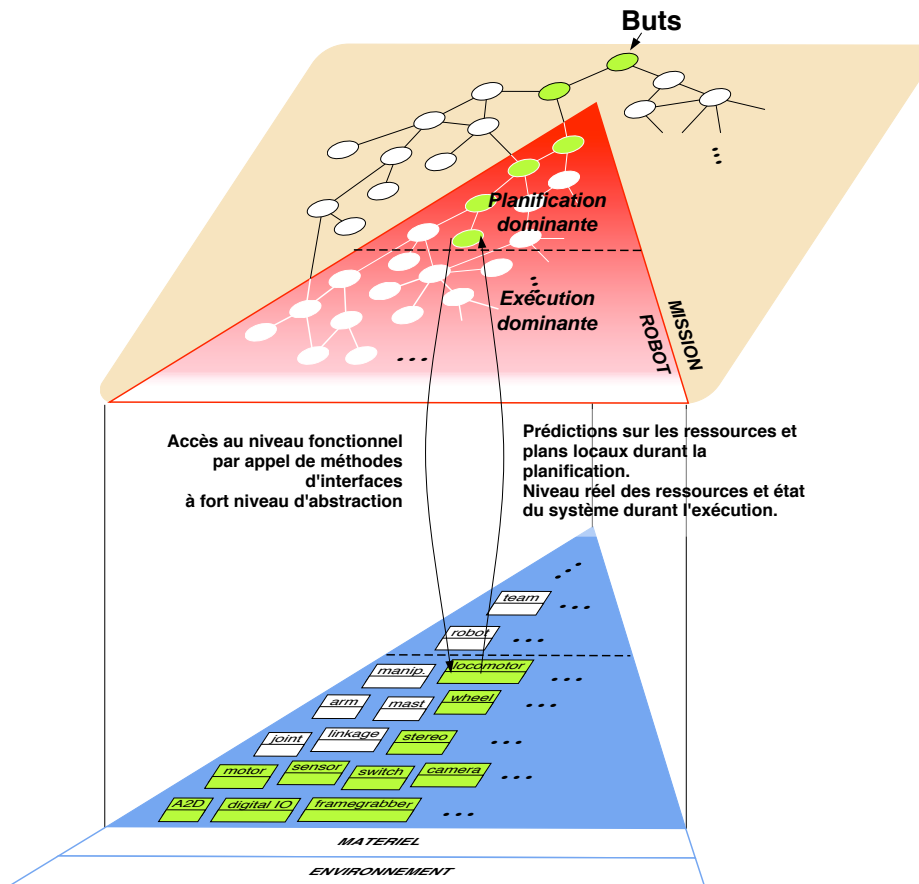 Buts
Planification
dominante
Exécution
dominante
MISSION
ROBOT
Accès au niveau fonctionnel
par appel de méthodes
d'interfaces
à fort niveau d'abstraction
Prédictions sur les ressources et
plans locaux durant la
planification.
Niveau réel des ressources et état
du système durant l'exécution.
team
robot
manip.
locomotor
arm
mast
wheel
joint
linkage
stereo
motor
sensor
switch
camera
A2D
digital IO
framegrabber
MATERIEL
ENVIRONNEMENT